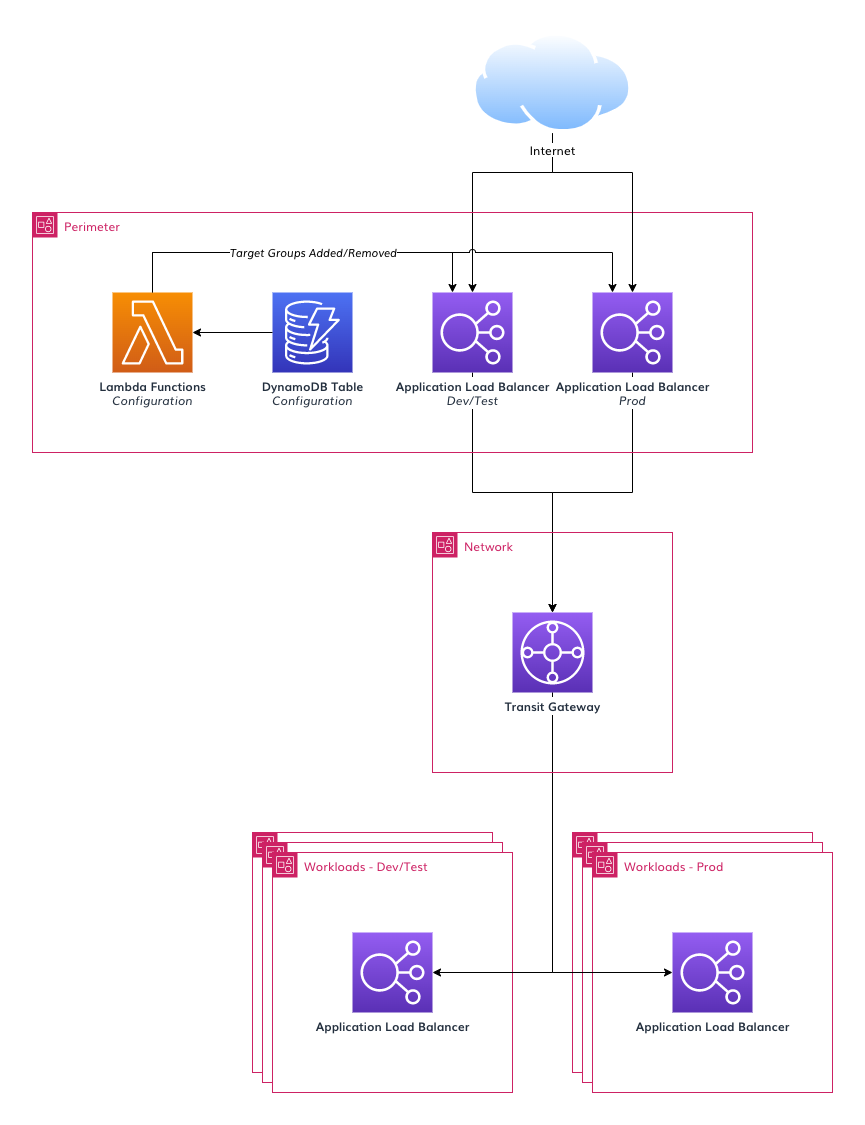 Internet
Perimeter
Target Groups Added/Removed
Lambda Functions
Configuration
DynamoDB Table
Configuration
Application Load Balancer
Dev/Test
Application Load Balancer
Prod
Network
Transit Gateway
Workloads - Dev/Test
Workloads - Prod
Application Load Balancer
Application Load Balancer